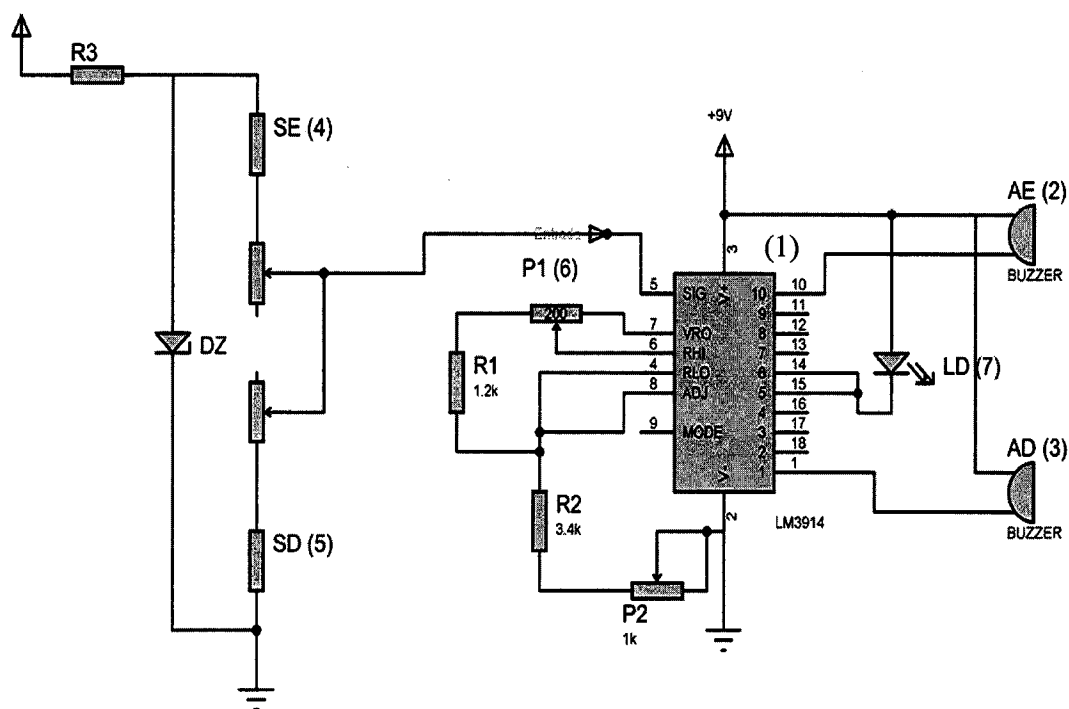 R3
SE (4)
DZ
SD (5)
Entrada
P1 (6)
200
R1
1.2k
R2
3.4k
P2
1k
+9V
(1)
3
V+
5 SIG
7 VRO
6 RHI
4 RLO
8 ADJ
9 MODE
10 10
9 11
8 12
7 13
6 14
5 15
4 16
3 17
2 18
1 1
V-
2
LM3914
AE (2)
BUZZER
LD (7)
AD (3)
BUZZER